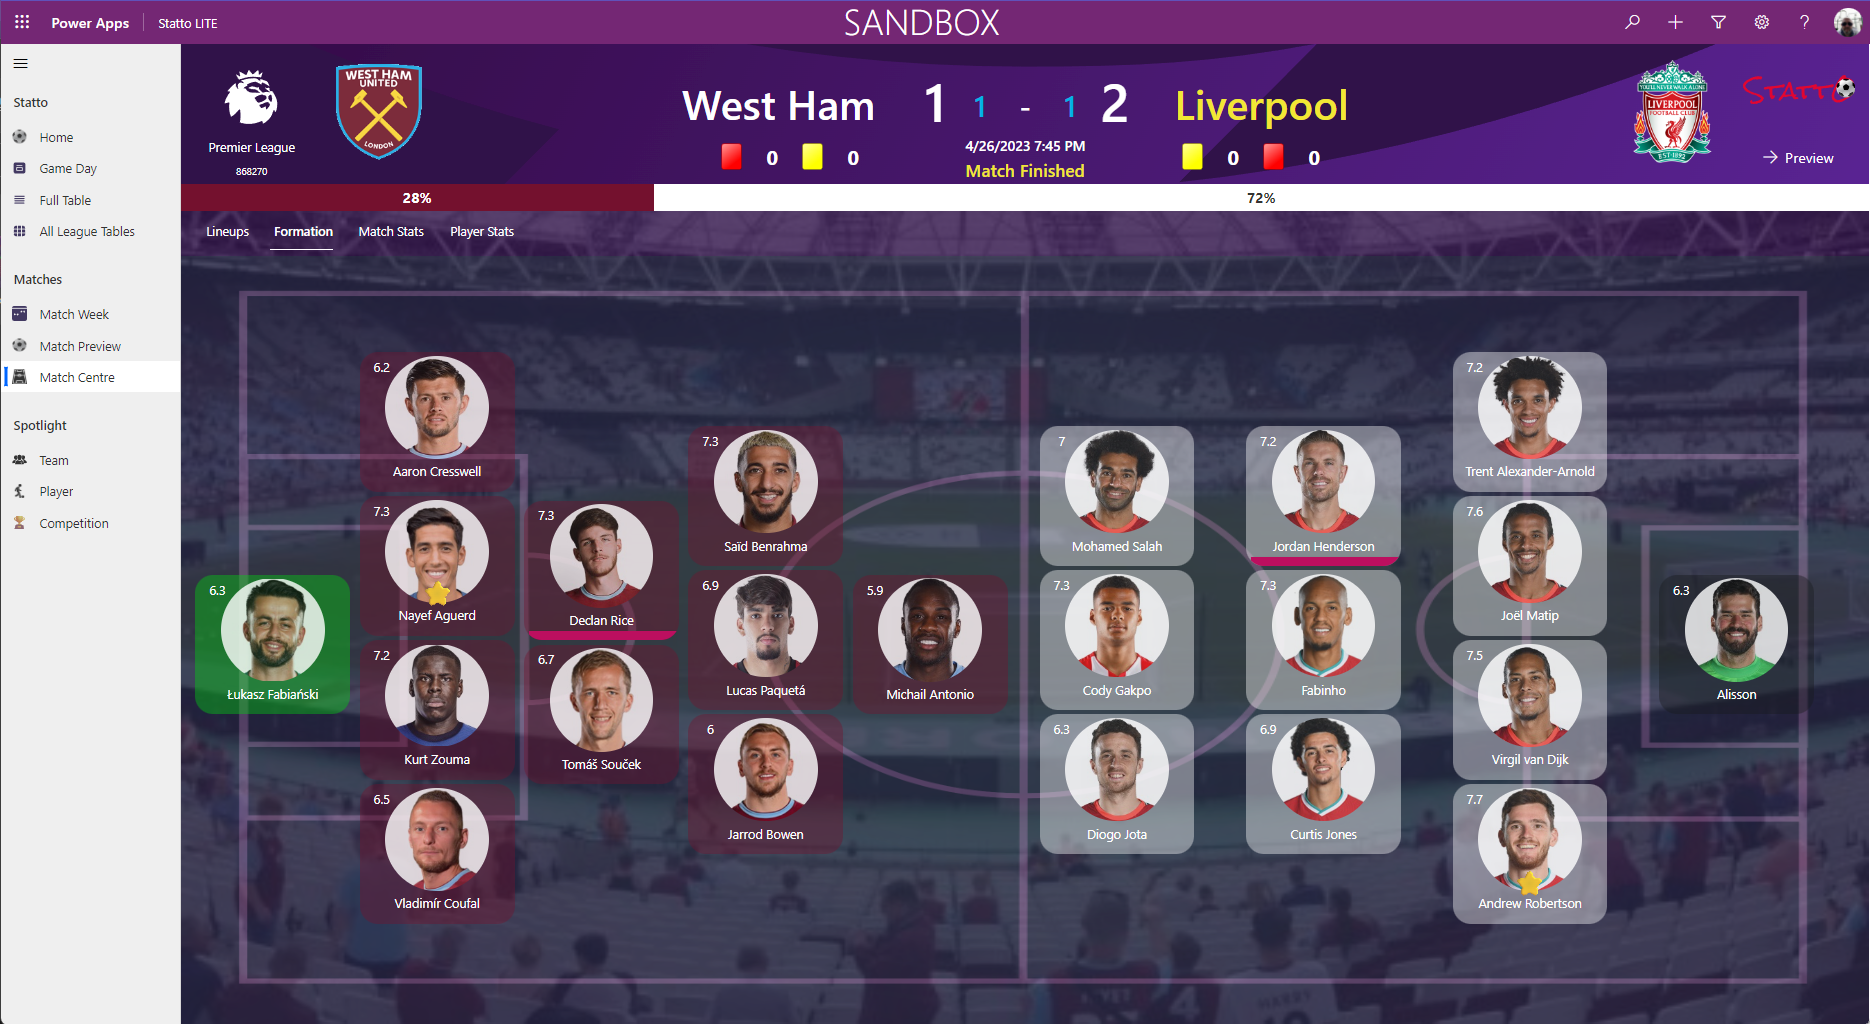 Power Apps
Statto LITE
SANDBOX
Statto
Home
Game Day
Full Table
All League Tables
Matches
Match Week
Match Preview
Match Centre
Spotlight
Team
Player
Competition
Premier League
868270
WEST HAM
UNITED
LONDON
West Ham 1 1 - 1 2 Liverpool
4/26/2023 7:45 PM
0 0 0 0
Match Finished
YOU'LL NEVER WALK ALONE
LIVERPOOL
FOOTBALL CLUB
EST·1892
STATTO
Preview
28% 72%
Lineups Formation Match Stats Player Stats
6.3
Łukasz Fabiański
6.2
Aaron Cresswell
7.3
Nayef Aguerd
7.2
Kurt Zouma
6.5
Vladimír Coufal
7.3
Declan Rice
6.7
Tomáš Souček
7.3
Saïd Benrahma
6.9
Lucas Paquetá
6
Jarrod Bowen
5.9
Michail Antonio
7
Mohamed Salah
7.3
Cody Gakpo
6.3
Diogo Jota
7.2
Jordan Henderson
7.3
Fabinho
6.9
Curtis Jones
7.2
Trent Alexander-Arnold
7.6
Joël Matip
7.5
Virgil van Dijk
7.7
Andrew Robertson
6.3
Alisson